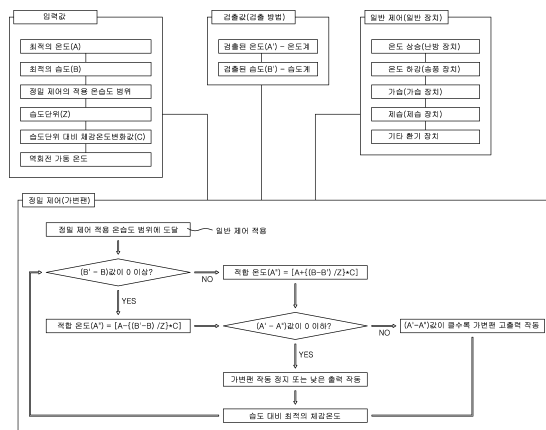 입력값
최적의 온도(A)
최적의 습도(B)
정밀 제어의 적용 온습도 범위
습도단위(Z)
습도단위 대비 체감온도변화값(C)
역회전 가동 온도
검출값(검출 방법)
검출된 온도(A') - 온도계
검출된 습도(B') - 습도계
일반 제어(일반 장치)
온도 상승(난방 장치)
온도 하강(송풍 장치)
가습(가습 장치)
제습(제습 장치)
기타 환기 장치
정밀 제어(가변팬)
정밀 제어 적용 온습도 범위에 도달
일반 제어 적용
(B' - B)값이 0 이상?
NO
적합 온도(A") = [A+{(B-B') /Z}*C]
YES
적합 온도(A") = [A-{(B'-B) /Z}*C]
(A' - A")값이 0 이하?
NO
(A'-A")값이 클수록 가변팬 고출력 작동
YES
가변팬 작동 정지 또는 낮은 출력 작동
습도 대비 최적의 체감온도